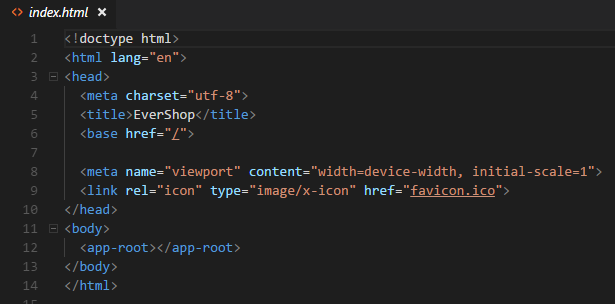 index.html
1 <!doctype html>
2 <html lang="en">
3 <head>
4 <meta charset="utf-8">
5 <title>EverShop</title>
6 <base href="/">
7
8 <meta name="viewport" content="width=device-width, initial-scale=1">
9 <link rel="icon" type="image/x-icon" href="favicon.ico">
10 </head>
11 <body>
12 <app-root></app-root>
13 </body>
14 </html>
15